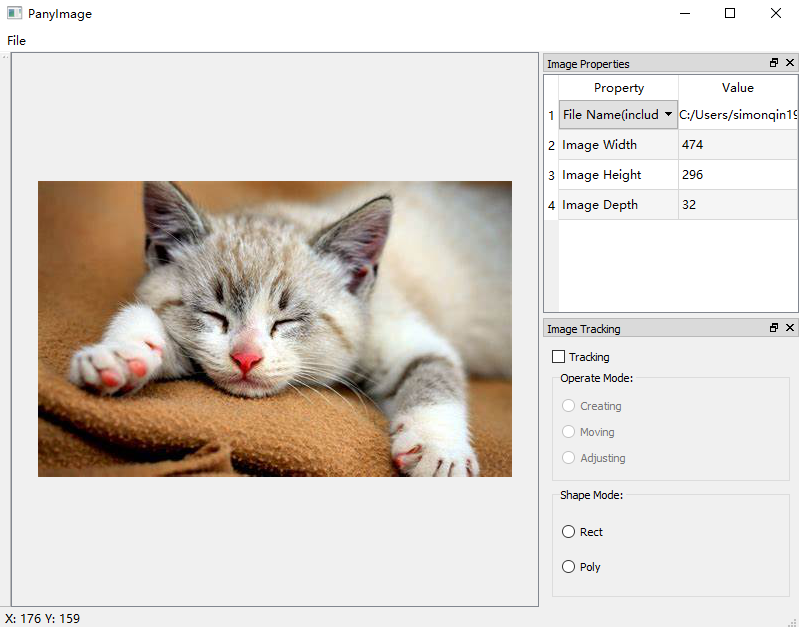 PanyImage
File
Image Properties
Property Value
1 File Name(includ C:/Users/simonqin19
2 Image Width 474
3 Image Height 296
4 Image Depth 32
Image Tracking
Tracking
Operate Mode:
Creating
Moving
Adjusting
Shape Mode:
Rect
Poly
X: 176 Y: 159